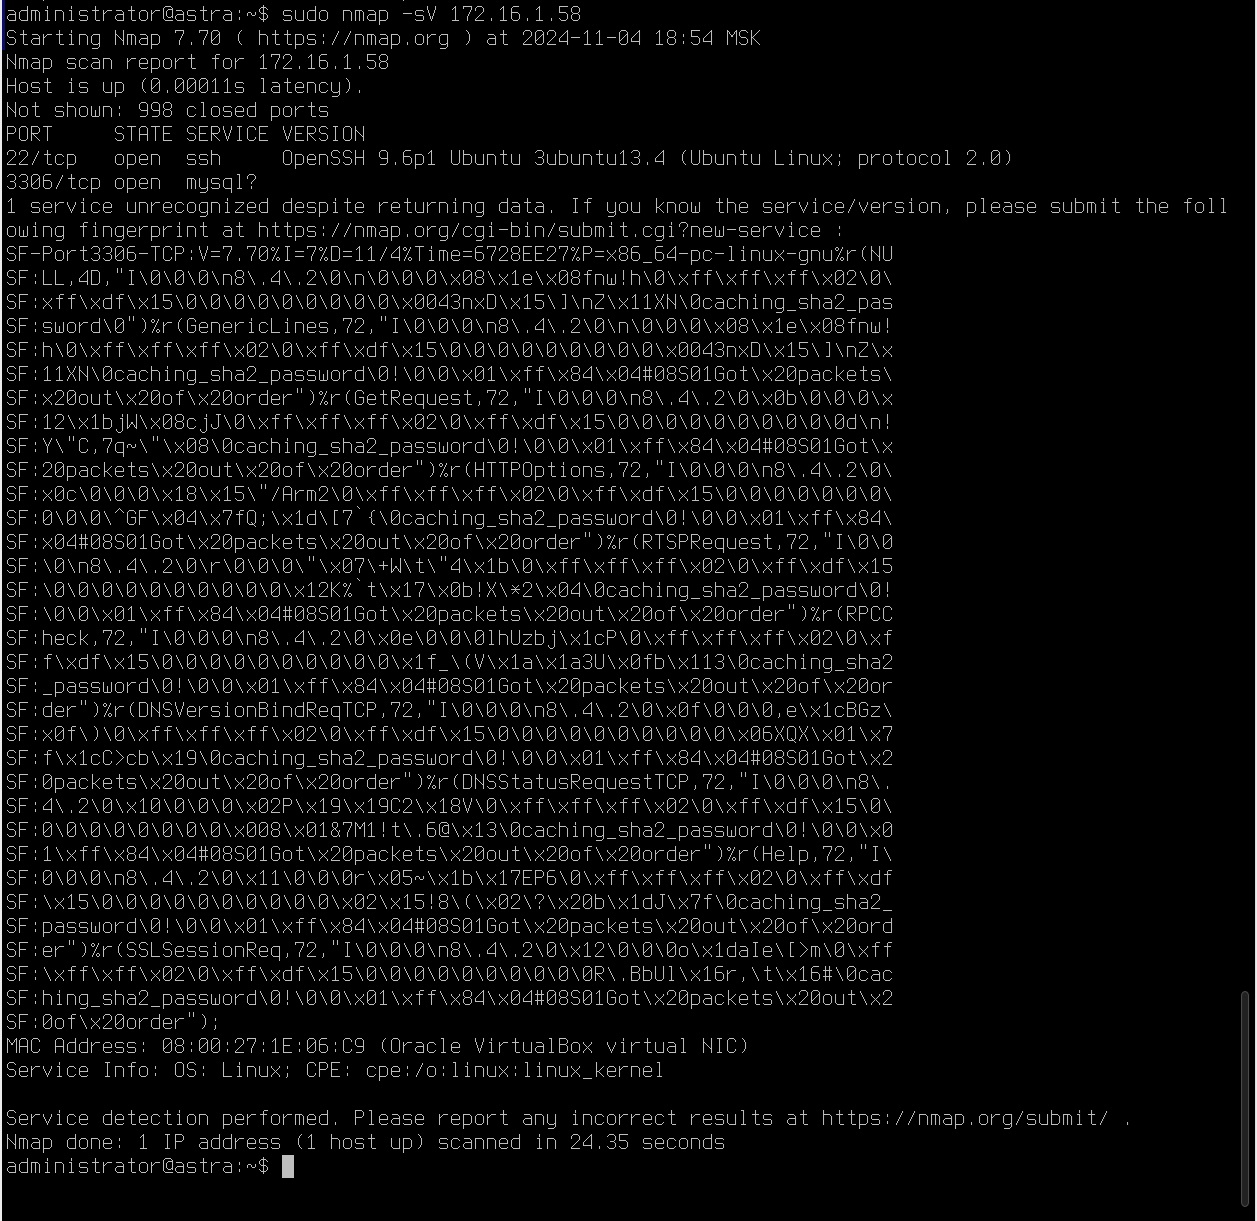 administrator@astra:~$ sudo nmap -sV 172.16.1.58
Starting Nmap 7.70 ( https://nmap.org ) at 2024-11-04 18:54 MSK
Nmap scan report for 172.16.1.58
Host is up (0.00011s latency).
Not shown: 998 closed ports
PORT     STATE SERVICE VERSION
22/tcp   open  ssh     OpenSSH 9.6p1 Ubuntu 3ubuntu13.4 (Ubuntu Linux; protocol 2.0)
3306/tcp open  mysql?
1 service unrecognized despite returning data. If you know the service/version, please submit the foll
owing fingerprint at https://nmap.org/cgi-bin/submit.cgi?new-service :
SF-Port3306-TCP:V=7.70%I=7%D=11/4%Time=6728EE27%P=x86_64-pc-linux-gnu%r(NU
SF:LL,4D,"I\0\0\0\n8\.4\.2\0\n\0\0\0\x08\x1e\x08fnw!h\0\xff\xff\xff\x02\0\
SF:xff\xdf\x15\0\0\0\0\0\0\0\0\0\0\x0043nxD\x15\]\nZ\x11XN\0caching_sha2_pas
SF:sword\0")%r(GenericLines,72,"I\0\0\0\n8\.4\.2\0\n\0\0\0\x08\x1e\x08fnw!
SF:h\0\xff\xff\xff\x02\0\xff\xdf\x15\0\0\0\0\0\0\0\0\0\x0043nxD\x15\]\nZ\x
SF:11XN\0caching_sha2_password\0!\0\0\x01\xff\x84\x04#08S01Got\x20packets\
SF:x20out\x20of\x20order")%r(GetRequest,72,"I\0\0\0\n8\.4\.2\0\x0b\0\0\0\x
SF:12\x1bjW\x08cjJ\0\xff\xff\xff\x02\0\xff\xdf\x15\0\0\0\0\0\0\0\0\0\0d\n!
SF:Y\"C,7q~\"\x08\0caching_sha2_password\0!\0\0\x01\xff\x84\x04#08S01Got\x
SF:20packets\x20out\x20of\x20order")%r(HTTPOptions,72,"I\0\0\0\n8\.4\.2\0\
SF:x0c\0\0\0\x18\x15\"/Arm2\0\xff\xff\xff\x02\0\xff\xdf\x15\0\0\0\0\0\0\0\
SF:0\0\0\^GF\x04\x7fQ;\x1d\[7`{\0caching_sha2_password\0!\0\0\x01\xff\x84\
SF:x04#08S01Got\x20packets\x20out\x20of\x20order")%r(RTSPRequest,72,"I\0\0
SF:\0\n8\.4\.2\0\r\0\0\0\"\x07\+W\t\"4\x1b\0\xff\xff\xff\x02\0\xff\xdf\x15
SF:\0\0\0\0\0\0\0\0\0\0\x12K%`t\x17\x0b!X\*2\x04\0caching_sha2_password\0!
SF:\0\0\x01\xff\x84\x04#08S01Got\x20packets\x20out\x20of\x20order")%r(RPCC
SF:heck,72,"I\0\0\0\n8\.4\.2\0\x0e\0\0\0lhUzbj\x1cP\0\xff\xff\xff\x02\0\xf
SF:f\xdf\x15\0\0\0\0\0\0\0\0\0\0\x1f_\(V\x1a\x1a3U\x0fb\x113\0caching_sha2
SF:_password\0!\0\0\x01\xff\x84\x04#08S01Got\x20packets\x20out\x20of\x20or
SF:der")%r(DNSVersionBindReqTCP,72,"I\0\0\0\n8\.4\.2\0\x0f\0\0\0,e\x1cBGz\
SF:x0f\)\0\xff\xff\xff\x02\0\xff\xdf\x15\0\0\0\0\0\0\0\0\0\0\x06XQX\x01\x7
SF:f\x1cC>cb\x19\0caching_sha2_password\0!\0\0\x01\xff\x84\x04#08S01Got\x2
SF:0packets\x20out\x20of\x20order")%r(DNSStatusRequestTCP,72,"I\0\0\0\n8\.
SF:4\.2\0\x10\0\0\0\x02P\x19\x19C2\x18V\0\xff\xff\xff\x02\0\xff\xdf\x15\0\
SF:0\0\0\0\0\0\0\0\0\x008\x01&7M1!t\.6@\x13\0caching_sha2_password\0!\0\0\x0
SF:1\xff\x84\x04#08S01Got\x20packets\x20out\x20of\x20order")%r(Help,72,"I\
SF:0\0\0\n8\.4\.2\0\x11\0\0\0r\x05~\x1b\x17EP6\0\xff\xff\xff\x02\0\xff\xdf
SF:\x15\0\0\0\0\0\0\0\0\0\0\x02\x15!8\(\x02\?\x20b\x1dJ\x7f\0caching_sha2_
SF:password\0!\0\0\x01\xff\x84\x04#08S01Got\x20packets\x20out\x20of\x20ord
SF:er")%r(SSLSessionReq,72,"I\0\0\0\n8\.4\.2\0\x12\0\0\0o\x1daIe\[>m\0\xff
SF:\xff\xff\x02\0\xff\xdf\x15\0\0\0\0\0\0\0\0\0\0R\.BbUl\x16r,\t\x16#\0cac
SF:hing_sha2_password\0!\0\0\x01\xff\x84\x04#08S01Got\x20packets\x20out\x2
SF:0of\x20order");
MAC Address: 08:00:27:1E:06:C9 (Oracle VirtualBox virtual NIC)
Service Info: OS: Linux; CPE: cpe:/o:linux:linux_kernel

Service detection performed. Please report any incorrect results at https://nmap.org/submit/ .
Nmap done: 1 IP address (1 host up) scanned in 24.35 seconds
administrator@astra:~$